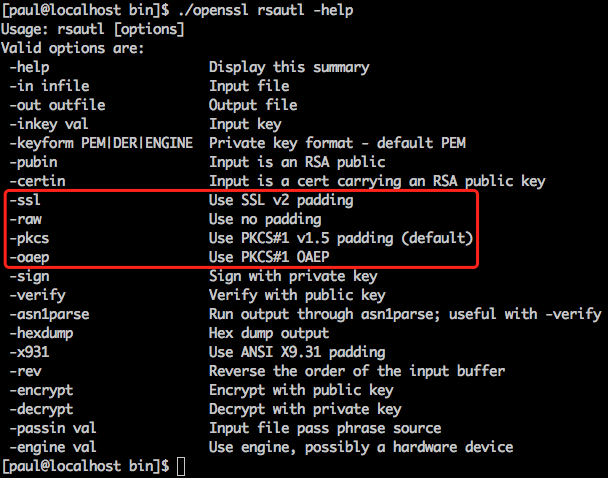 [paul@localhost bin]$ ./openssl rsautl -help
Usage: rsautl [options]
Valid options are:
-help Display this summary
-in infile Input file
-out outfile Output file
-inkey val Input key
-keyform PEM|DER|ENGINE Private key format - default PEM
-pubin Input is an RSA public
-certin Input is a cert carrying an RSA public key
-ssl Use SSL v2 padding
-raw Use no padding
-pkcs Use PKCS#1 v1.5 padding (default)
-oaep Use PKCS#1 OAEP
-sign Sign with private key
-verify Verify with public key
-asn1parse Run output through asn1parse; useful with -verify
-hexdump Hex dump output
-x931 Use ANSI X9.31 padding
-rev Reverse the order of the input buffer
-encrypt Encrypt with public key
-decrypt Decrypt with private key
-passin val Input file pass phrase source
-engine val Use engine, possibly a hardware device
[paul@localhost bin]$